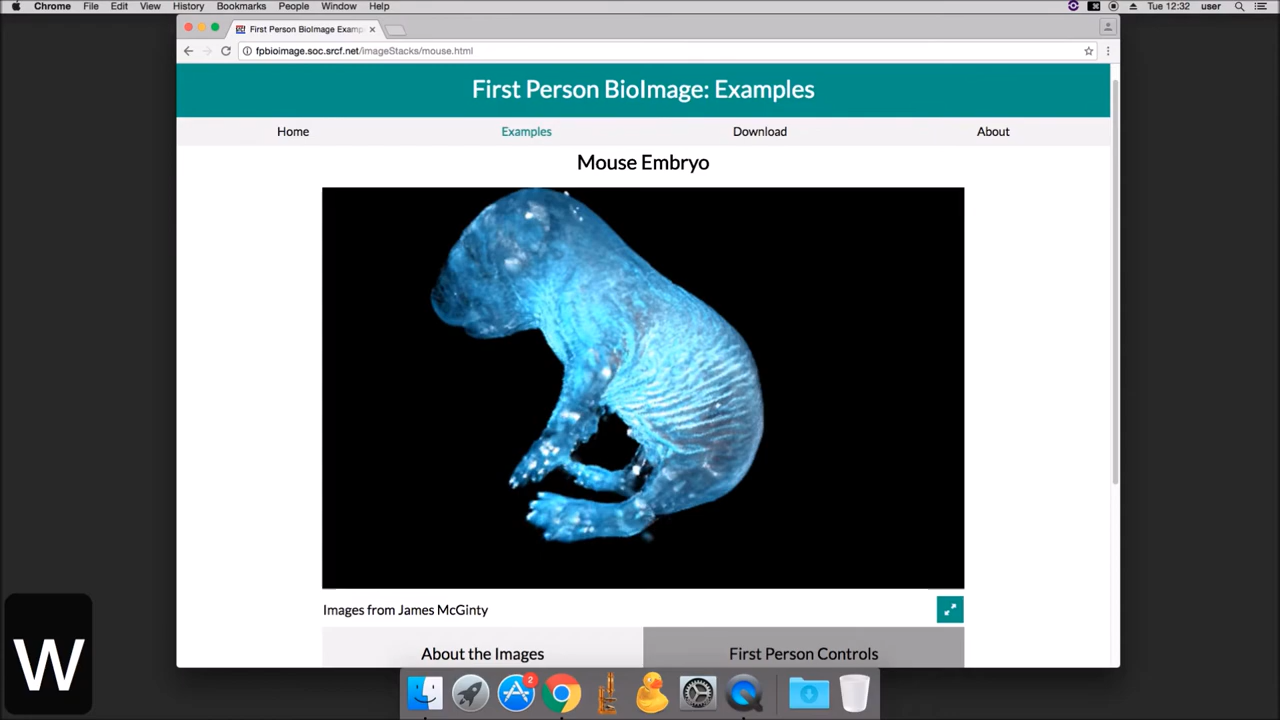 Chrome File Edit View History Bookmarks People Window Help Tue 12:32 user
First Person BioImage Examp
fpbioimage.soc.srcf.net/imageStacks/mouse.html
First Person BioImage: Examples
Home Examples Download About
Mouse Embryo
Images from James McGinty
About the Images First Person Controls
W
2